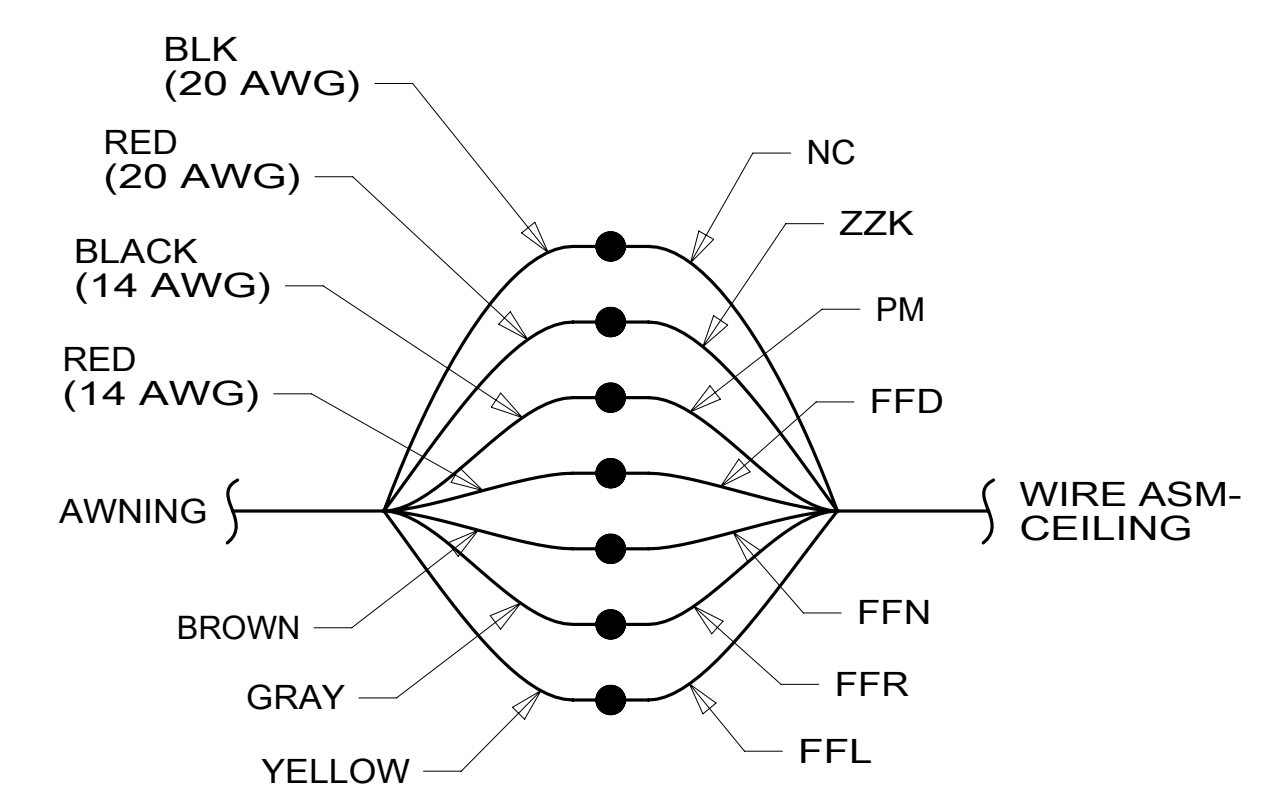 BLK
(20 AWG)
RED
(20 AWG)
BLACK
(14 AWG)
RED
(14 AWG)
AWNING
BROWN
GRAY
YELLOW
NC
ZZK
PM
FFD
WIRE ASM-
CEILING
FFN
FFR
FFL